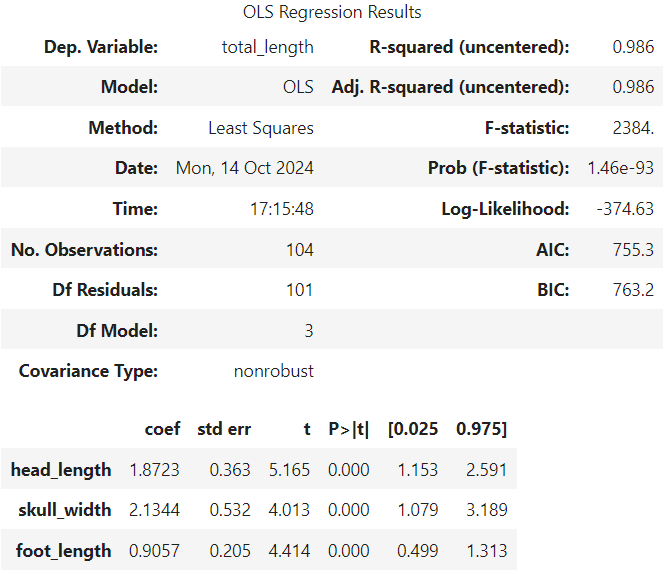 OLS Regression Results
Dep. Variable: total_length R-squared (uncentered): 0.986
Model: OLS Adj. R-squared (uncentered): 0.986
Method: Least Squares F-statistic: 2384.
Date: Mon, 14 Oct 2024 Prob (F-statistic): 1.46e-93
Time: 17:15:48 Log-Likelihood: -374.63
No. Observations: 104 AIC: 755.3
Df Residuals: 101 BIC: 763.2
Df Model: 3
Covariance Type: nonrobust
coef std err t P>|t| [0.025 0.975]
head_length 1.8723 0.363 5.165 0.000 1.153 2.591
skull_width 2.1344 0.532 4.013 0.000 1.079 3.189
foot_length 0.9057 0.205 4.414 0.000 0.499 1.313